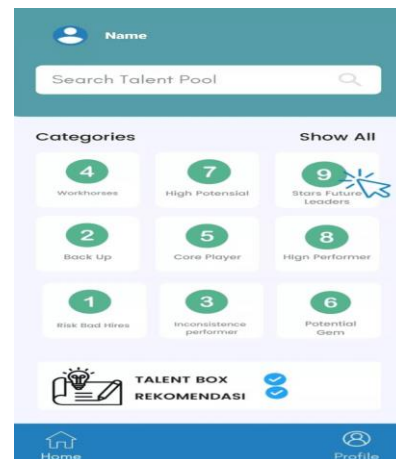 Name
Search Talent Pool
Categories
Show All
4
7
9
Workhorses
High Potensial
Stars Future
Leaders
2
5
8
Back Up
Core Player
Hign Performer
1
3
6
Risk Bad Hires
Inconsistence
performer
Potential
Gem
TALENT BOX
REKOMENDASI
Home
Profile